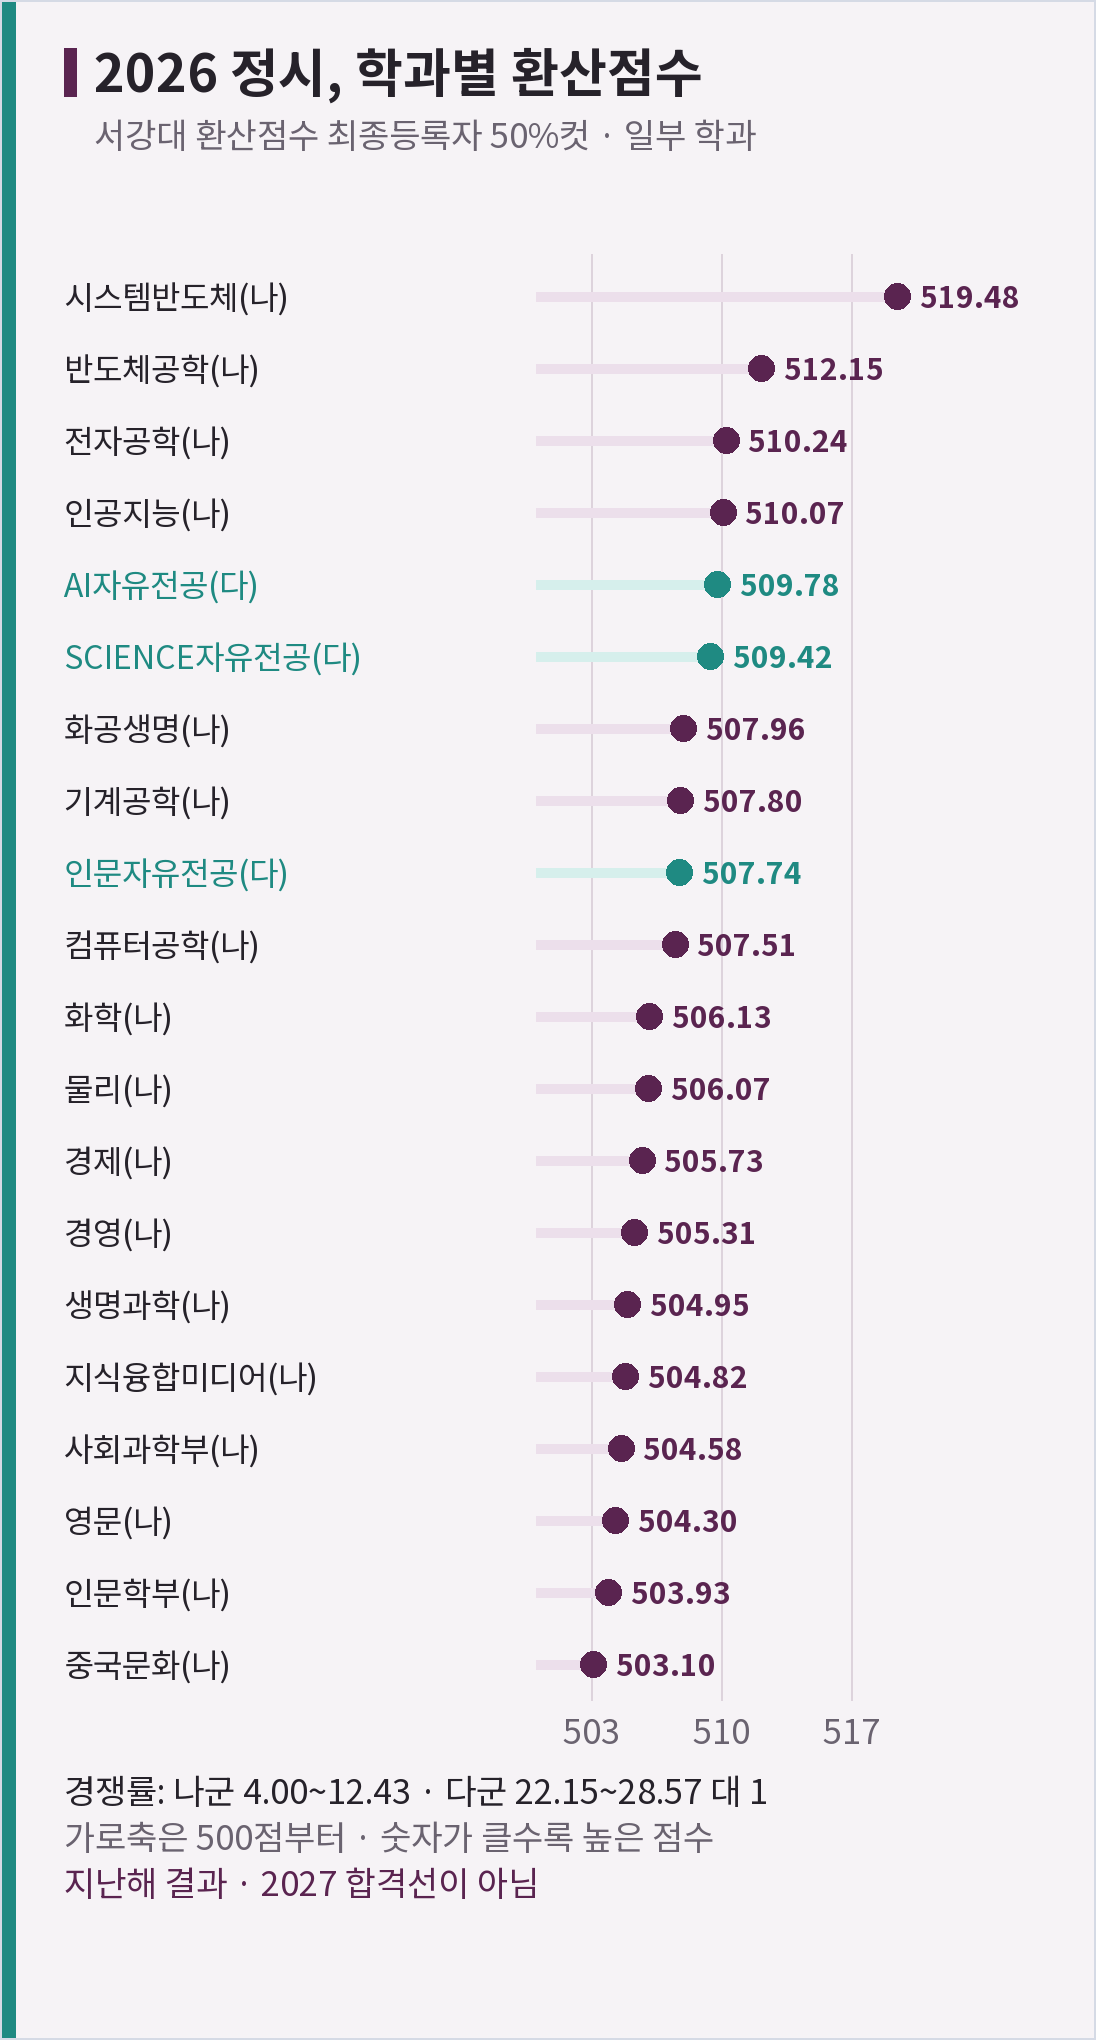 2026 정시, 학과별 환산점수
서강대 환산점수 최종등록자 50%컷 · 일부 학과
시스템반도체(나) 519.48
반도체공학(나) 512.15
전자공학(나) 510.24
인공지능(나) 510.07
AI자유전공(다) 509.78
SCIENCE자유전공(다) 509.42
화공생명(나) 507.96
기계공학(나) 507.80
인문자유전공(다) 507.74
컴퓨터공학(나) 507.51
화학(나) 506.13
물리(나) 506.07
경제(나) 505.73
경영(나) 505.31
생명과학(나) 504.95
지식융합미디어(나) 504.82
사회과학부(나) 504.58
영문(나) 504.30
인문학부(나) 503.93
중국문화(나) 503.10
503 510 517
경쟁률: 나군 4.00~12.43 · 다군 22.15~28.57 대 1
가로축은 500점부터 · 숫자가 클수록 높은 점수
지난해 결과 · 2027 합격선이 아님